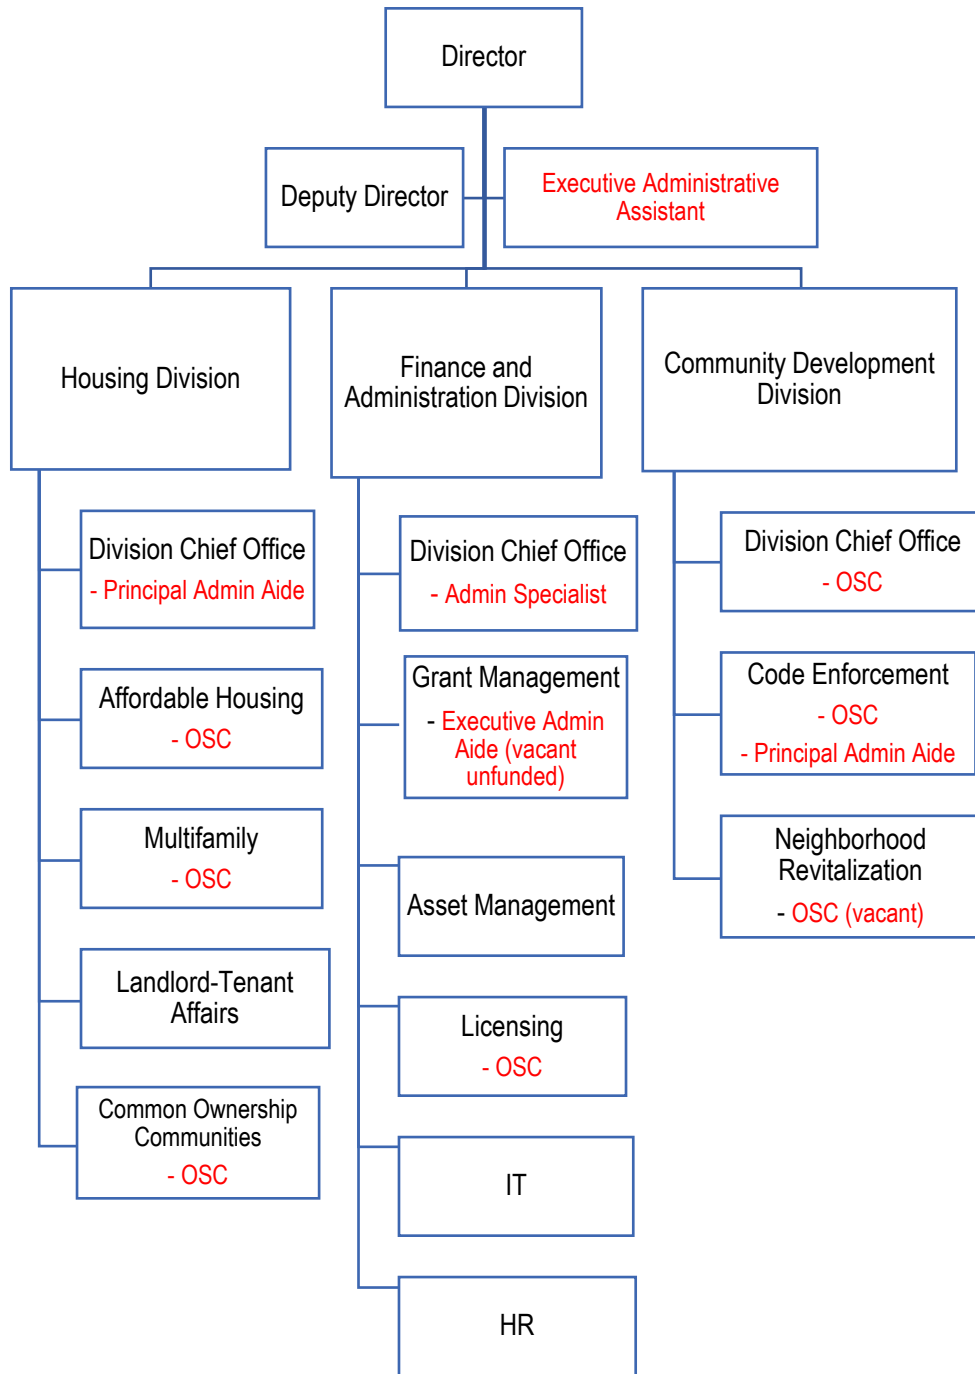 Director
Deputy Director
Executive Administrative
Assistant
Housing Division
Finance and
Administration Division
Community Development
Division
Division Chief Office
- Principal Admin Aide
Affordable Housing
- OSC
Multifamily
- OSC
Landlord-Tenant
Affairs
Common Ownership
Communities
- OSC
Division Chief Office
- Admin Specialist
Grant Management
- Executive Admin
Aide (vacant
unfunded)
Asset Management
Licensing
- OSC
IT
HR
Division Chief Office
- OSC
Code Enforcement
- OSC
- Principal Admin Aide
Neighborhood
Revitalization
- OSC (vacant)